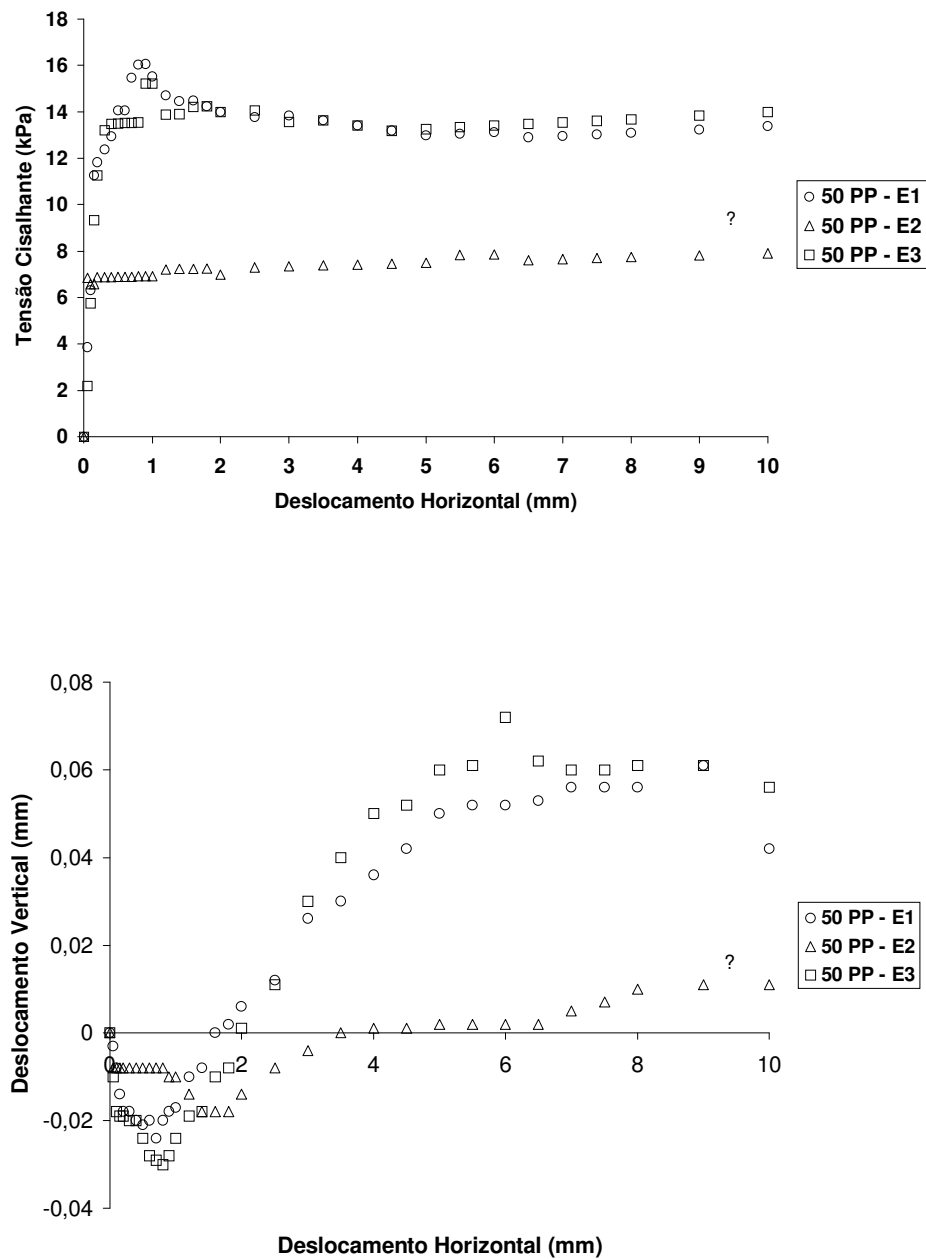 18
16
14
12
10
8
6
4
2
0
Tensão Cisalhante (kPa)
0 1 2 3 4 5 6 7 8 9 10
Deslocamento Horizontal (mm)
?
50 PP - E1
50 PP - E2
50 PP - E3
0,08
0,06
0,04
0,02
0
-0,02
-0,04
Deslocamento Vertical (mm)
0 2 4 6 8 10
Deslocamento Horizontal (mm)
?
50 PP - E1
50 PP - E2
50 PP - E3